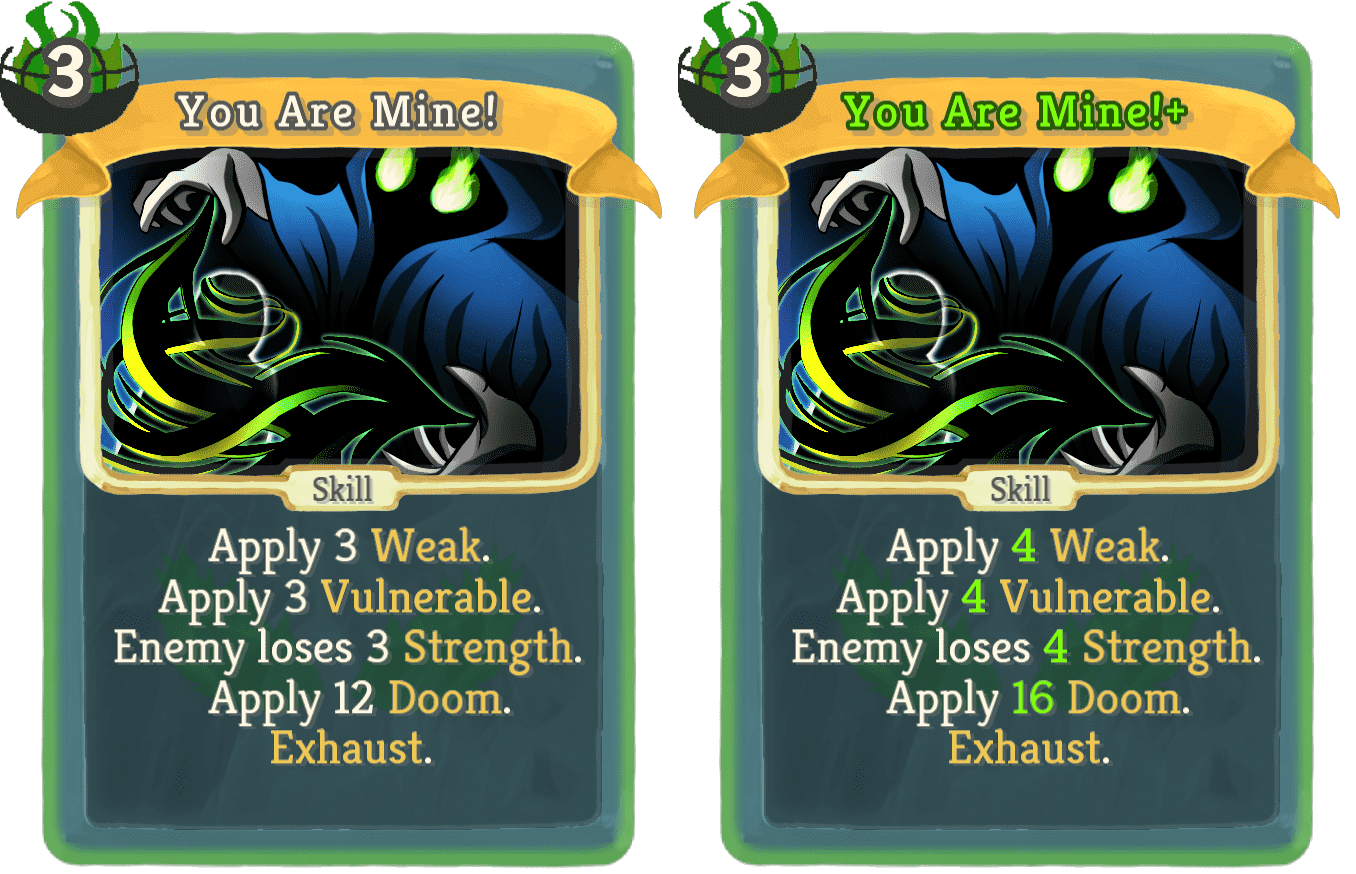 3
You Are Mine!
Skill
Apply 3 Weak.
Apply 3 Vulnerable.
Enemy loses 3 Strength.
Apply 12 Doom.
Exhaust.
3
You Are Mine!+
Skill
Apply 4 Weak.
Apply 4 Vulnerable.
Enemy loses 4 Strength.
Apply 16 Doom.
Exhaust.